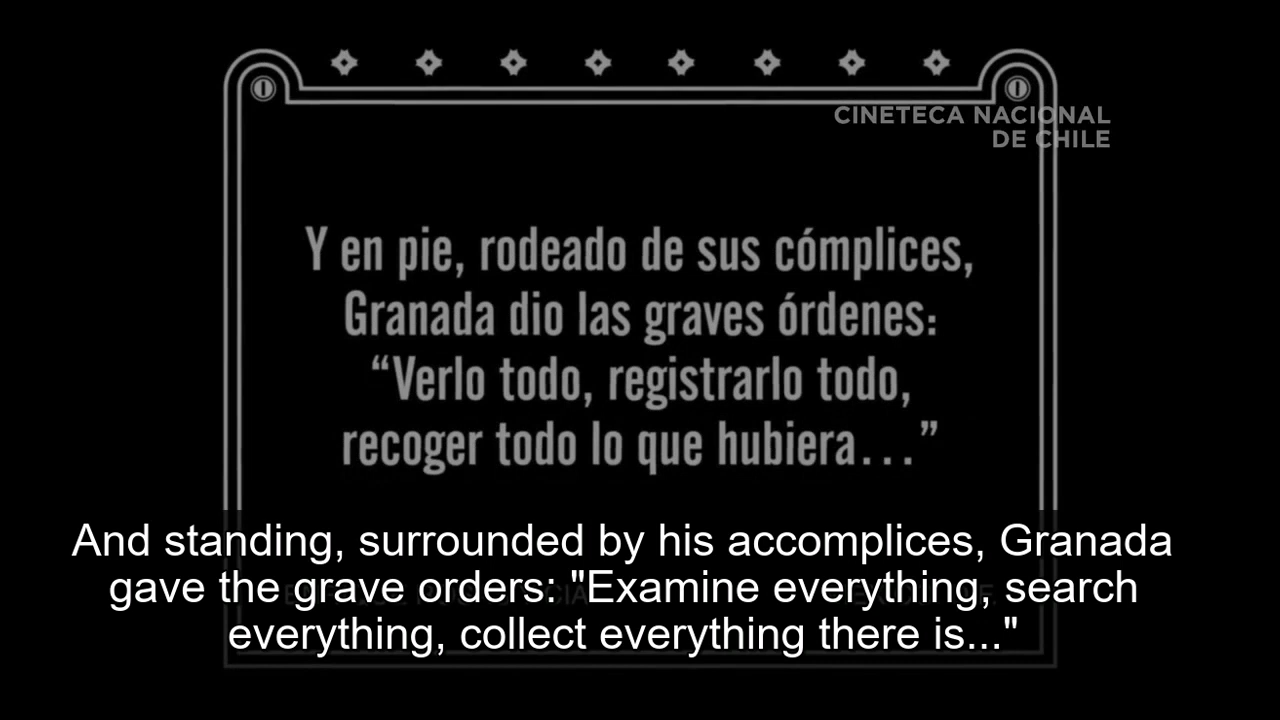 CINETECA NACIONAL
DE CHILE
Y en pie, rodeado de sus cómplices,
Granada dio las graves órdenes:
“Verlo todo, registrarlo todo,
recoger todo lo que hubiera...”
And standing, surrounded by his accomplices, Granada
gave the grave orders: "Examine everything, search
everything, collect everything there is..."